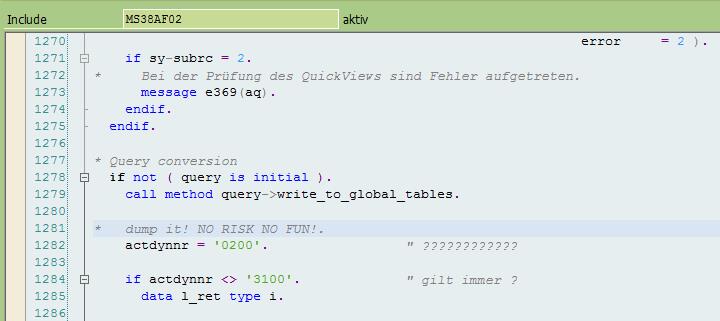 Include MS38AF02 aktiv
1270 error = 2 ).
1271 if sy-subrc = 2.
1272 * Bei der Prüfung des QuickViews sind Fehler aufgetreten.
1273 message e369(aq).
1274 endif.
1275 endif.
1276
1277 * Query conversion
1278 if not ( query is initial ).
1279 call method query->write_to_global_tables.
1280
1281 * dump it! NO RISK NO FUN!.
1282 actdynnr = '0200'. " ????????????
1283
1284 if actdynnr <> '3100'. " gilt immer ?
1285 data l_ret type i.
1286